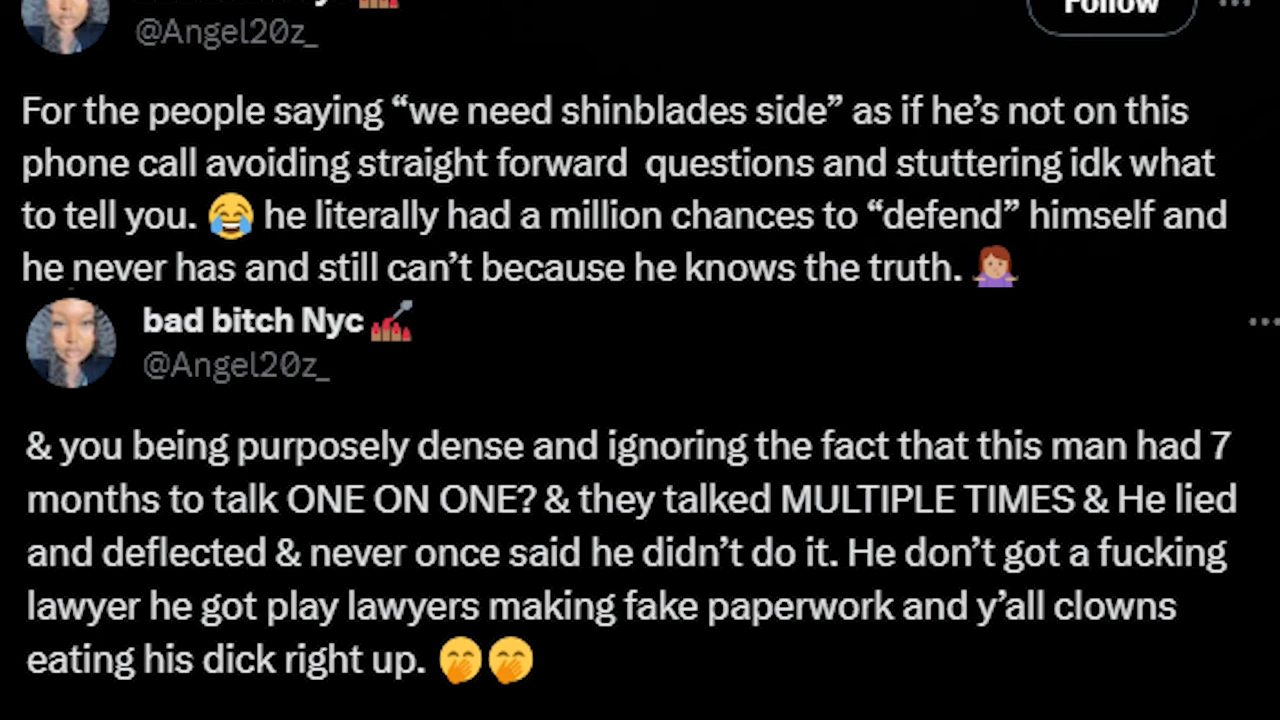 @Angel20z_
Follow
For the people saying “we need shinblades side” as if he’s not on this
phone call avoiding straight forward  questions and stuttering idk what
to tell you. 😂 he literally had a million chances to “defend” himself and
he never has and still can’t because he knows the truth. 🤷🏽‍♀️
bad bitch Nyc 💅🏽
@Angel20z_
& you being purposely dense and ignoring the fact that this man had 7
months to talk ONE ON ONE? & they talked MULTIPLE TIMES & He lied
and deflected & never once said he didn’t do it. He don’t got a fucking
lawyer he got play lawyers making fake paperwork and y’all clowns
eating his dick right up. 🤭🤭